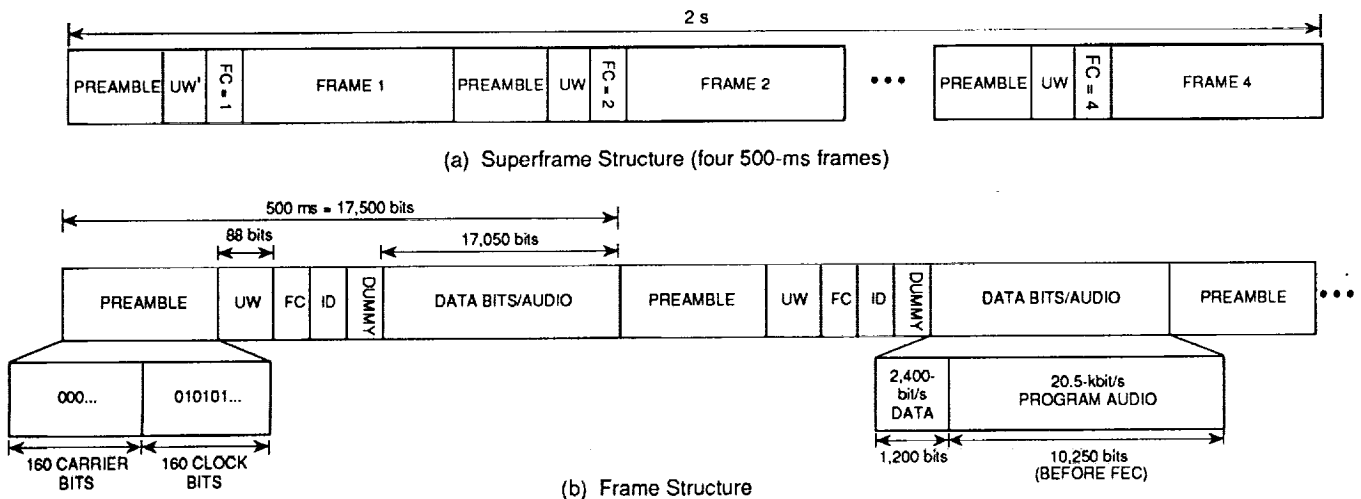 2 s
PREAMBLE UW' FC = 1 FRAME 1 PREAMBLE UW FC = 2 FRAME 2 ••• PREAMBLE UW FC = 4 FRAME 4
(a) Superframe Structure (four 500-ms frames)
500 ms = 17,500 bits
88 bits
17,050 bits
PREAMBLE UW FC ID DUMMY DATA BITS/AUDIO PREAMBLE UW FC ID DUMMY DATA BITS/AUDIO PREAMBLE •••
000... 010101...
160 CARRIER BITS
160 CLOCK BITS
2,400-
bit/s
DATA
20.5-kbit/s
PROGRAM AUDIO
1,200 bits
10,250 bits
(BEFORE FEC)
(b) Frame Structure